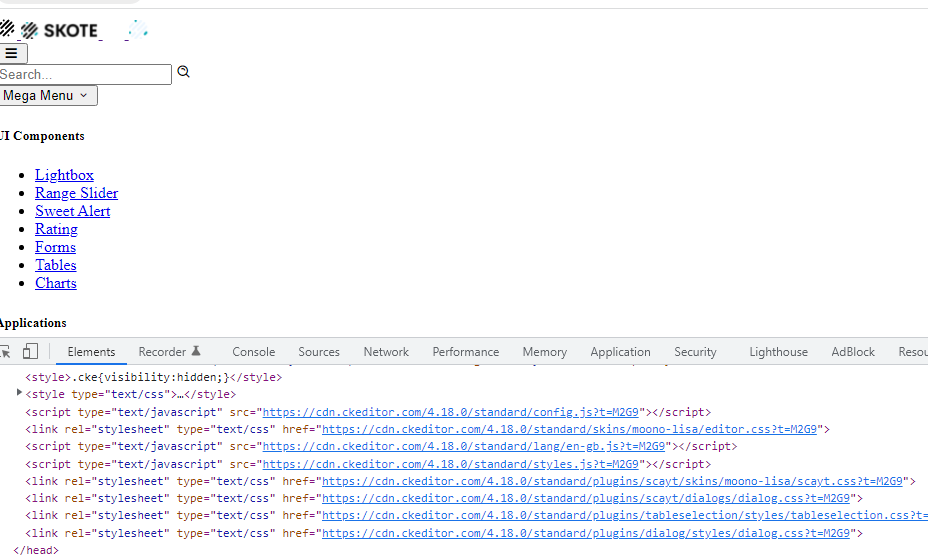 SKOTE
☰
Search...
Mega Menu
UI Components
Lightbox
Range Slider
Sweet Alert
Rating
Forms
Tables
Charts
Applications
Elements Recorder Console Sources Network Performance Memory Application Security Lighthouse AdBlock Resou
<style>.cke{visibility:hidden;}</style>
<style type="text/css">…</style>
<script type="text/javascript" src="https://cdn.ckeditor.com/4.18.0/standard/config.js?t=M2G9"></script>
<link rel="stylesheet" type="text/css" href="https://cdn.ckeditor.com/4.18.0/standard/skins/moono-lisa/editor.css?t=M2G9">
<script type="text/javascript" src="https://cdn.ckeditor.com/4.18.0/standard/lang/en-gb.js?t=M2G9"></script>
<script type="text/javascript" src="https://cdn.ckeditor.com/4.18.0/standard/styles.js?t=M2G9"></script>
<link rel="stylesheet" type="text/css" href="https://cdn.ckeditor.com/4.18.0/standard/plugins/scayt/skins/moono-lisa/scayt.css?t=M2G9">
<link rel="stylesheet" type="text/css" href="https://cdn.ckeditor.com/4.18.0/standard/plugins/scayt/dialogs/dialog.css?t=M2G9">
<link rel="stylesheet" type="text/css" href="https://cdn.ckeditor.com/4.18.0/standard/plugins/tableselection/styles/tableselection.css?t=
<link rel="stylesheet" type="text/css" href="https://cdn.ckeditor.com/4.18.0/standard/plugins/dialog/styles/dialog.css?t=M2G9">
</head>